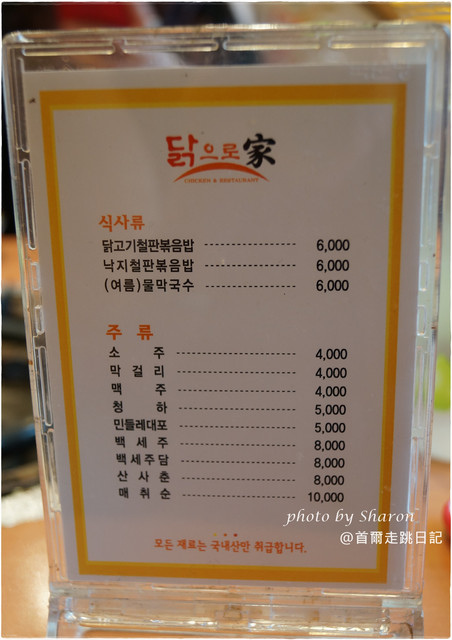 닭으로家
CHICKEN & RESTAURANT
식사류
닭고기철판볶음밥 6,000
낙지철판볶음밥 6,000
(여름)물막국수 6,000
주 류
소 주 4,000
막 걸 리 4,000
맥 주 4,000
청 하 5,000
민들레대포 5,000
백 세 주 8,000
백세주담 8,000
산 사 춘 8,000
매 취 순 10,000
photo by Sharon
@首爾走跳日記
모든 재료는 국내산만 취급합니다.